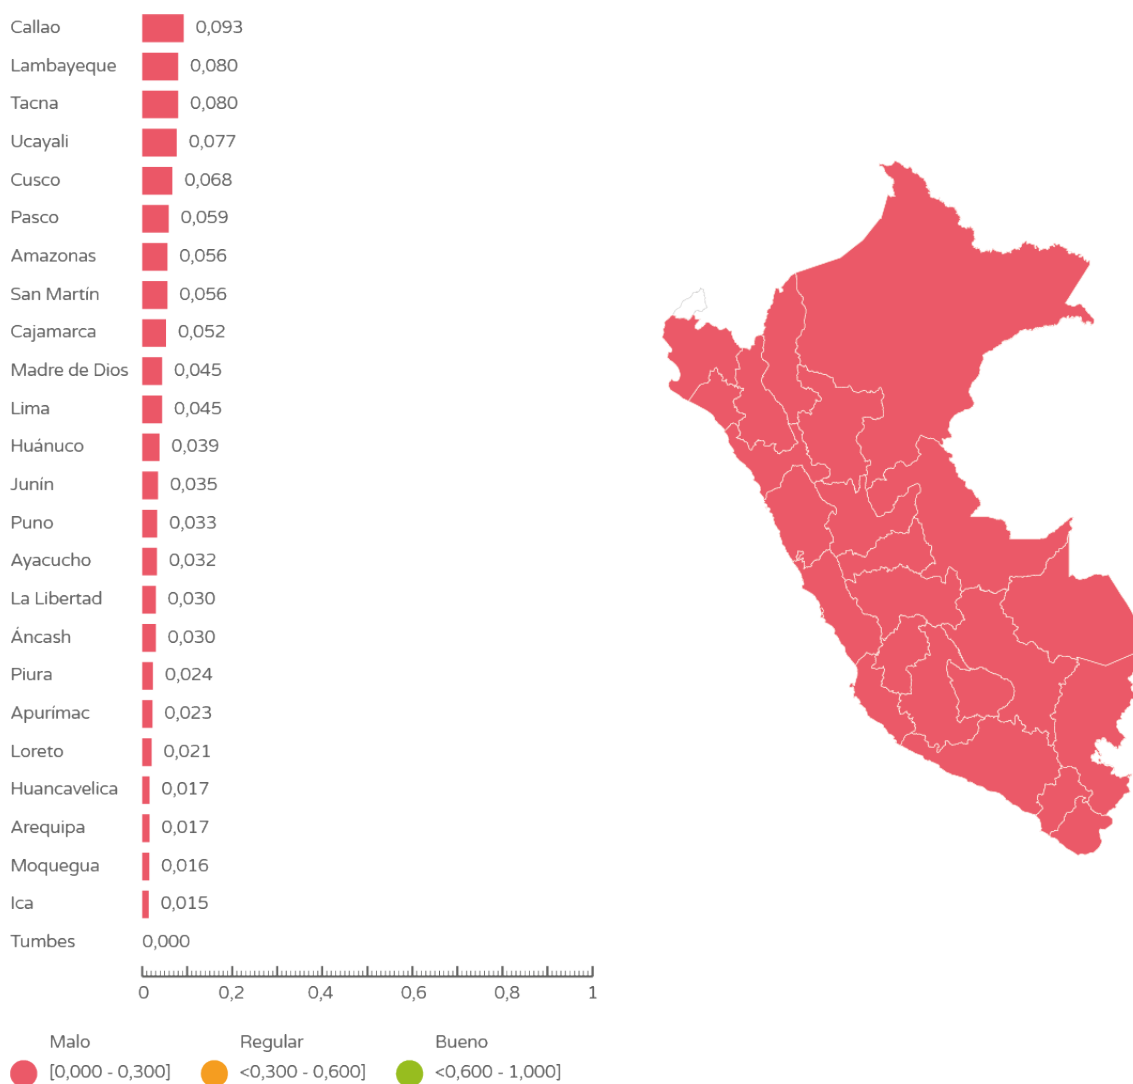 Callao 0,093
Lambayeque 0,080
Tacna 0,080
Ucayali 0,077
Cusco 0,068
Pasco 0,059
Amazonas 0,056
San Martín 0,056
Cajamarca 0,052
Madre de Dios 0,045
Lima 0,045
Huánuco 0,039
Junín 0,035
Puno 0,033
Ayacucho 0,032
La Libertad 0,030
Áncash 0,030
Piura 0,024
Apurímac 0,023
Loreto 0,021
Huancavelica 0,017
Arequipa 0,017
Moquegua 0,016
Ica 0,015
Tumbes 0,000
0 0,2 0,4 0,6 0,8 1
Malo Regular Bueno
[0,000 - 0,300] <0,300 - 0,600] <0,600 - 1,000]